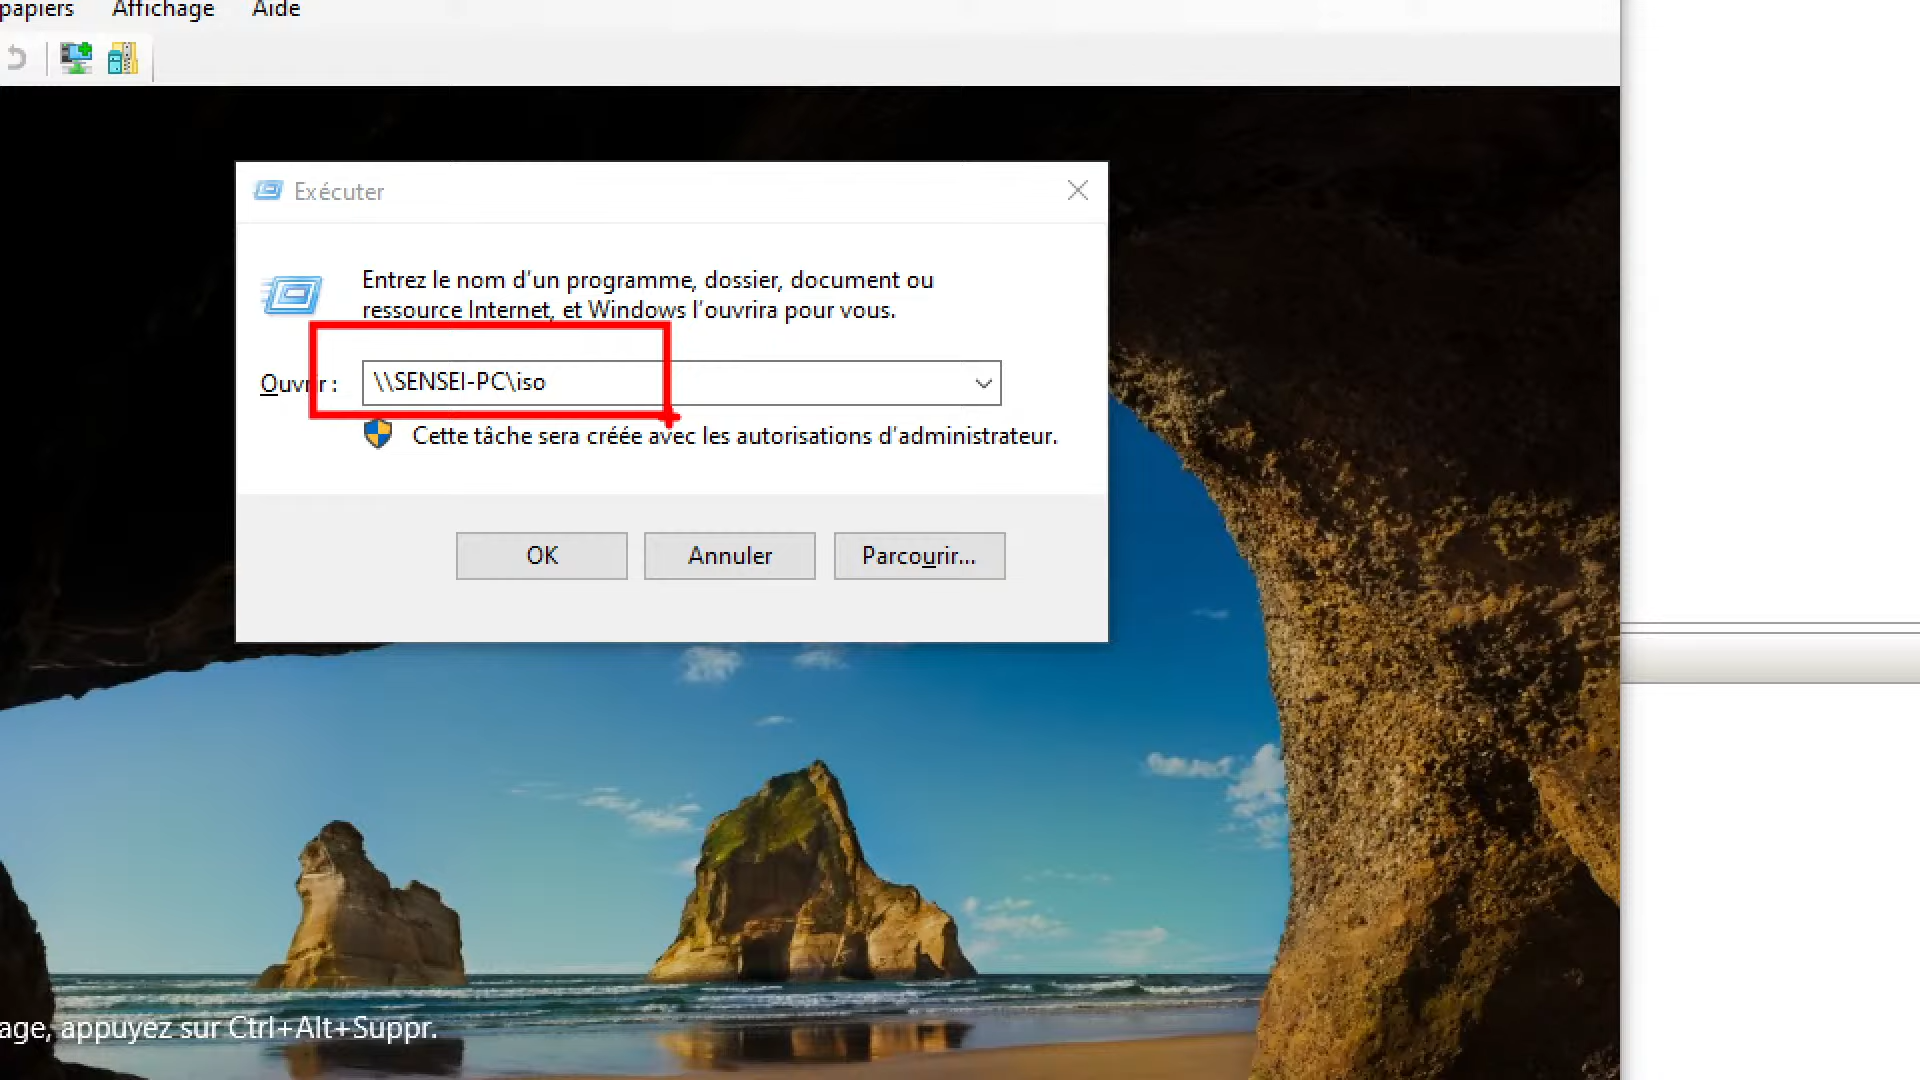 papiers Affichage Aide
Exécuter
Entrez le nom d'un programme, dossier, document ou
ressource Internet, et Windows l'ouvrira pour vous.
Ouvrir : \\SENSEI-PC\iso
Cette tâche sera créée avec les autorisations d'administrateur.
OK Annuler Parcourir...
age, appuyez sur Ctrl+Alt+Suppr.